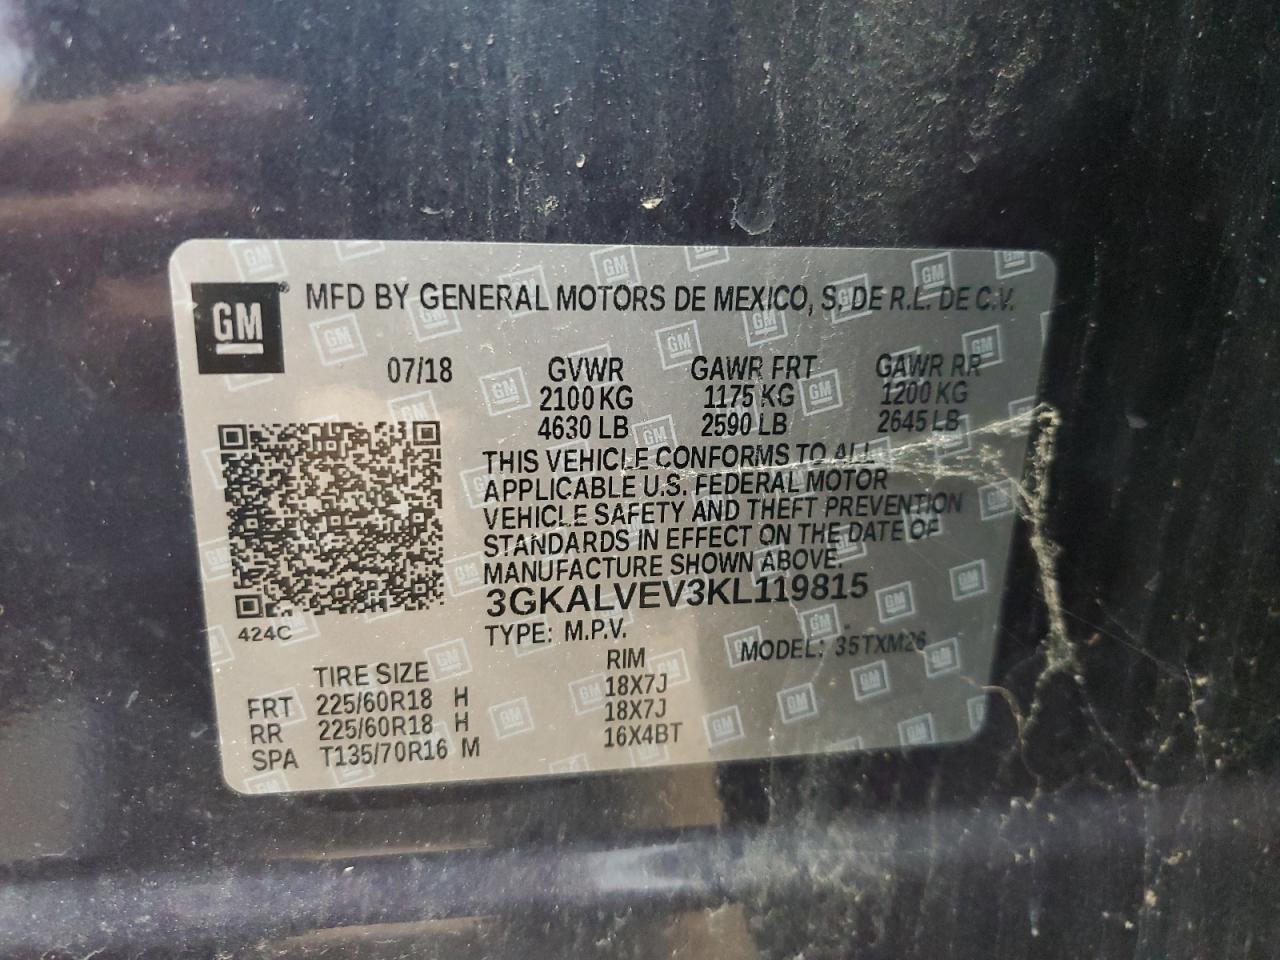 GM ® MFD BY GENERAL MOTORS DE MEXICO, S, DE R.L. DE C.V.
07/18 GVWR GAWR FRT GAWR RR
2100 KG 1175 KG 1200 KG
4630 LB 2590 LB 2645 LB
THIS VEHICLE CONFORMS TO ALL
APPLICABLE U.S. FEDERAL MOTOR
VEHICLE SAFETY AND THEFT PREVENTION
STANDARDS IN EFFECT ON THE DATE OF
MANUFACTURE SHOWN ABOVE.
3GKALVEV3KL119815
424C
TYPE: M.P.V. MODEL: 35TXM26
TIRE SIZE RIM
FRT 225/60R18 H 18X7J
RR 225/60R18 H 18X7J
SPA T135/70R16 M 16X4BT